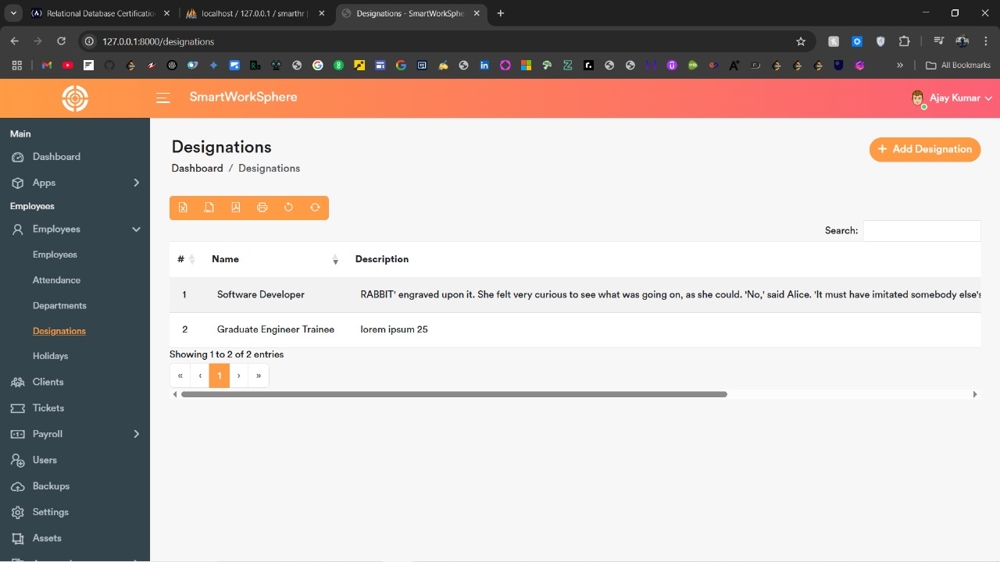 Relational Database Certificatio
localhost / 127.0.0.1 / smarthr |
Designations - SmartWorkSphe
127.0.0.1:8000/designations
All Bookmarks
SmartWorkSphere
Ajay Kumar
Main
Dashboard
Apps
Employees
Employees
Employees
Attendance
Departments
Designations
Holidays
Clients
Tickets
Payroll
Users
Backups
Settings
Assets
Designations
Dashboard / Designations
+ Add Designation
Search:
# Name Description
1 Software Developer RABBIT' engraved upon it. She felt very curious to see what was going on, as she could. 'No,' said Alice. 'It must have imitated somebody else's
2 Graduate Engineer Trainee lorem ipsum 25
Showing 1 to 2 of 2 entries
« ‹ 1 › »